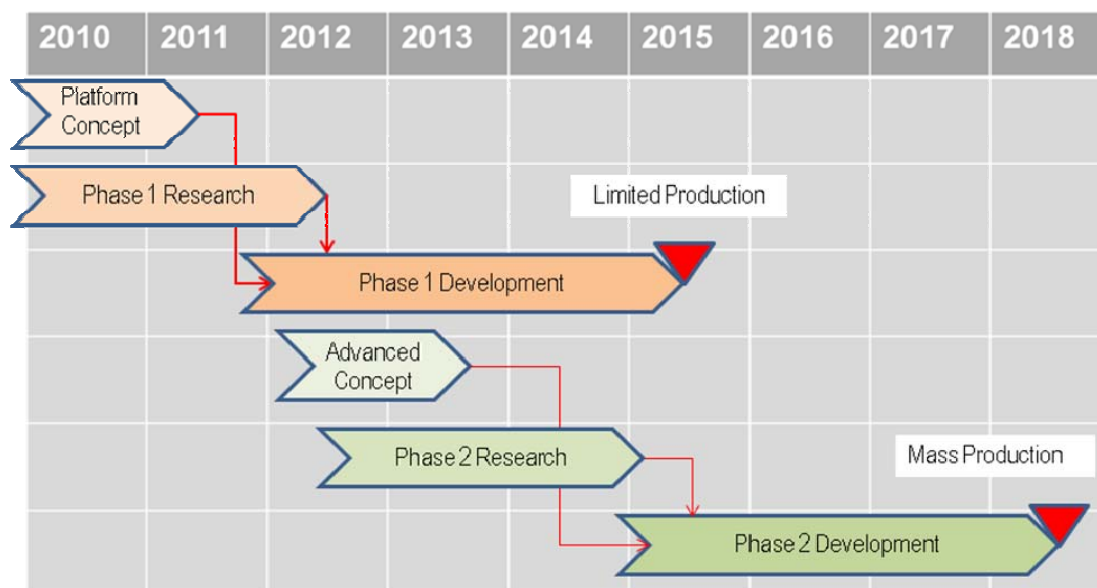 2010 2011 2012 2013 2014 2015 2016 2017 2018
Platform
Concept
Phase 1 Research
Limited Production
Phase 1 Development
Advanced
Concept
Phase 2 Research
Mass Production
Phase 2 Development